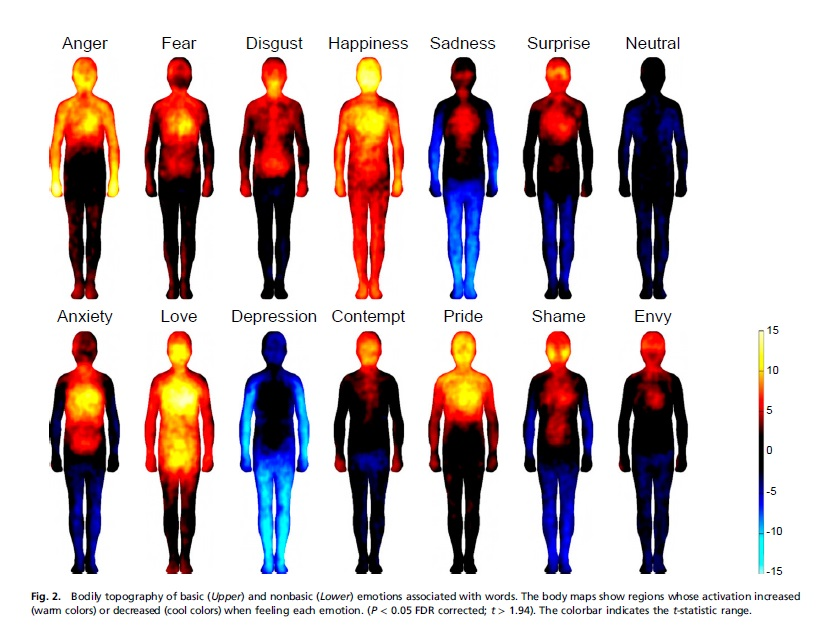 Anger Fear Disgust Happiness Sadness Surprise Neutral
Anxiety Love Depression Contempt Pride Shame Envy
15
10
5
0
-5
-10
-15
Fig. 2. Bodily topography of basic (Upper) and nonbasic (Lower) emotions associated with words. The body maps show regions whose activation increased
(warm colors) or decreased (cool colors) when feeling each emotion. (P < 0.05 FDR corrected; t > 1.94). The colorbar indicates the t-statistic range.